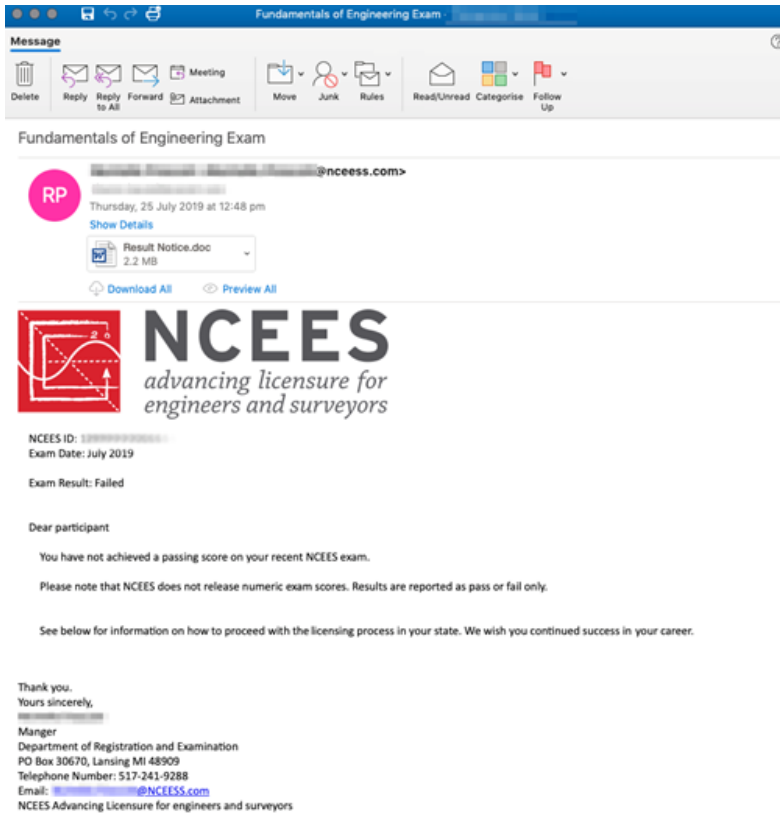 Fundamentals of Engineering Exam -
Message
Delete
Reply
Reply to All
Forward
Meeting
Attachment
Move
Junk
Rules
Read/Unread
Categorise
Follow Up
Fundamentals of Engineering Exam
@nceess.com>
RP
Thursday, 25 July 2019 at 12:48 pm
Show Details
Result Notice.doc
2.2 MB
Download All
Preview All
2.0
NCEES
advancing licensure for
engineers and surveyors
NCEES ID:
Exam Date: July 2019
Exam Result: Failed
Dear participant
You have not achieved a passing score on your recent NCEES exam.
Please note that NCEES does not release numeric exam scores. Results are reported as pass or fail only.
See below for information on how to proceed with the licensing process in your state. We wish you continued success in your career.
Thank you.
Yours sincerely,
Manger
Department of Registration and Examination
PO Box 30670, Lansing MI 48909
Telephone Number: 517-241-9288
Email: @NCEESS.com
NCEES Advancing Licensure for engineers and surveyors